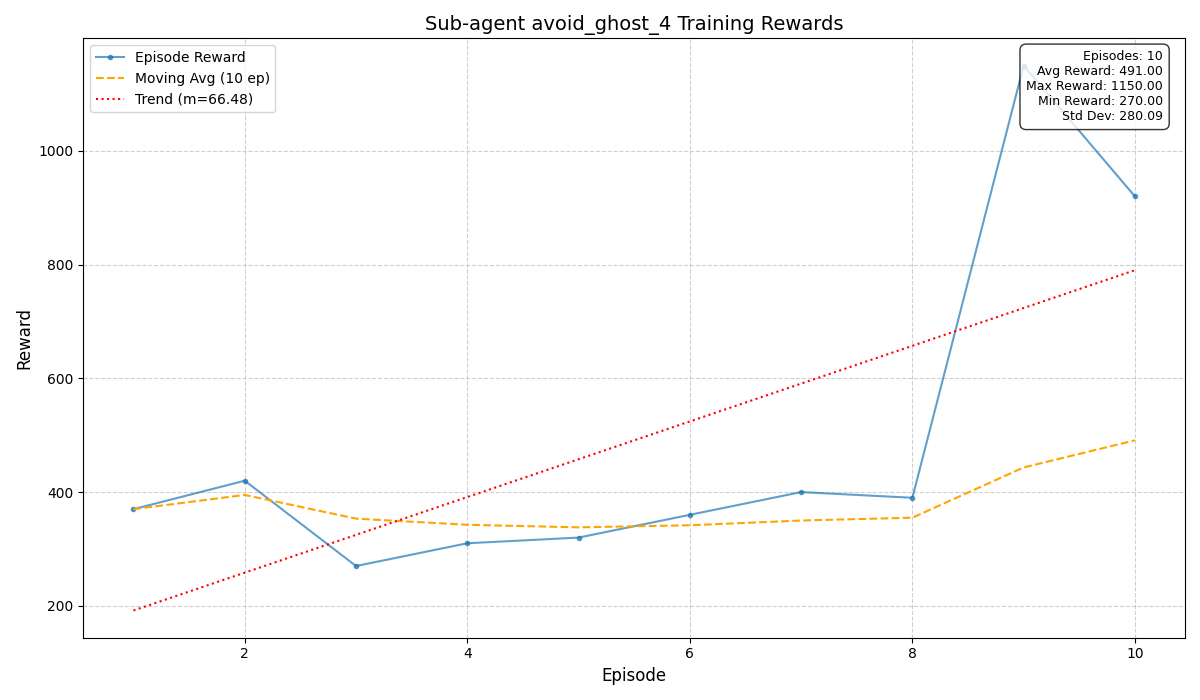 Sub-agent avoid_ghost_4 Training Rewards
Episode Reward
Moving Avg (10 ep)
Trend (m=66.48)
Episodes: 10
Avg Reward: 491.00
Max Reward: 1150.00
Min Reward: 270.00
Std Dev: 280.09
1000
800
600
400
200
Reward
2
4
6
8
10
Episode